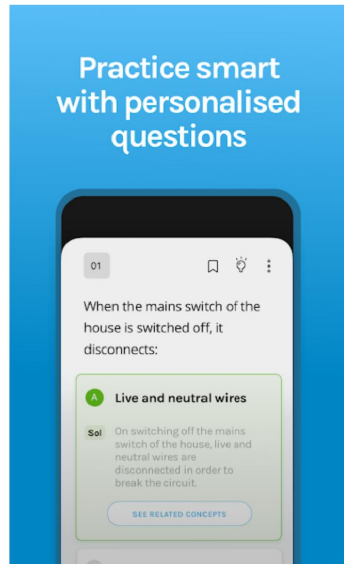 Practice smart
with personalised
questions
01
When the mains switch of the
house is switched off, it
disconnects:
A Live and neutral wires
Sol On switching off the mains
switch of the house, live and
neutral wires are
disconnected in order to
break the circuit.
SEE RELATED CONCEPTS